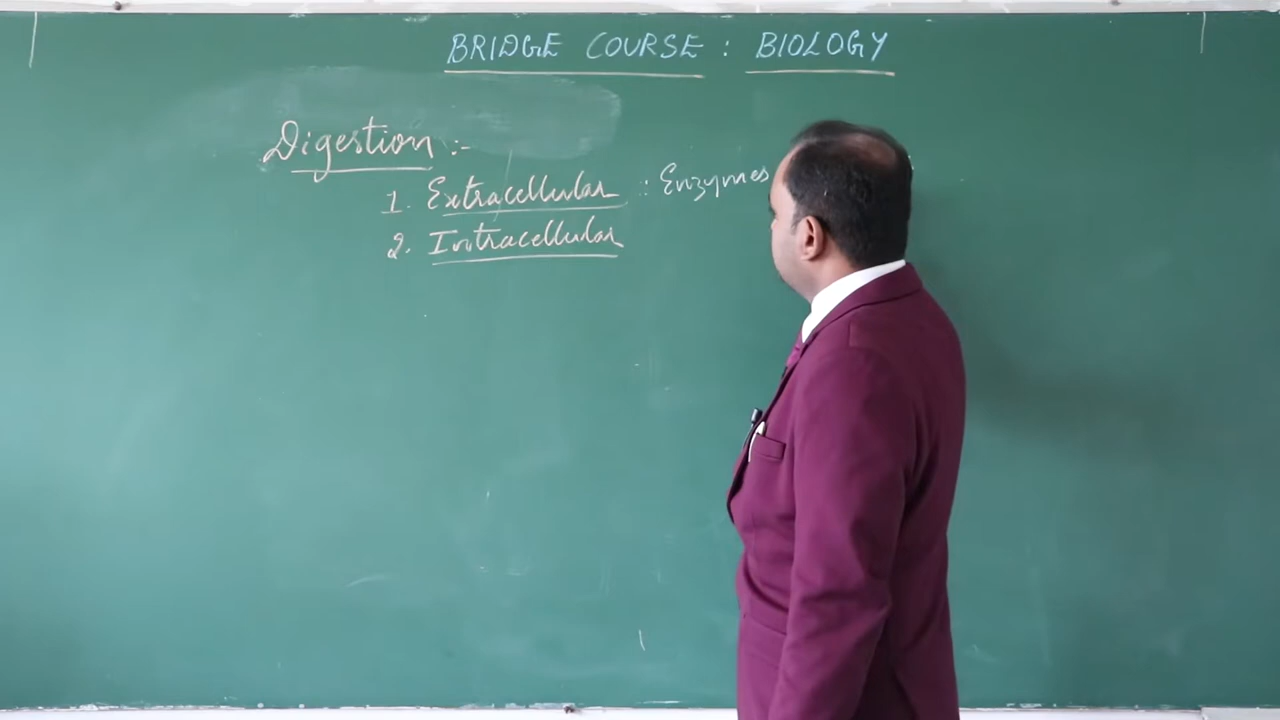 BRIDGE COURSE : BIOLOGY
Digestion :-
1. Extracellular : Enzymes
2. Intracellular